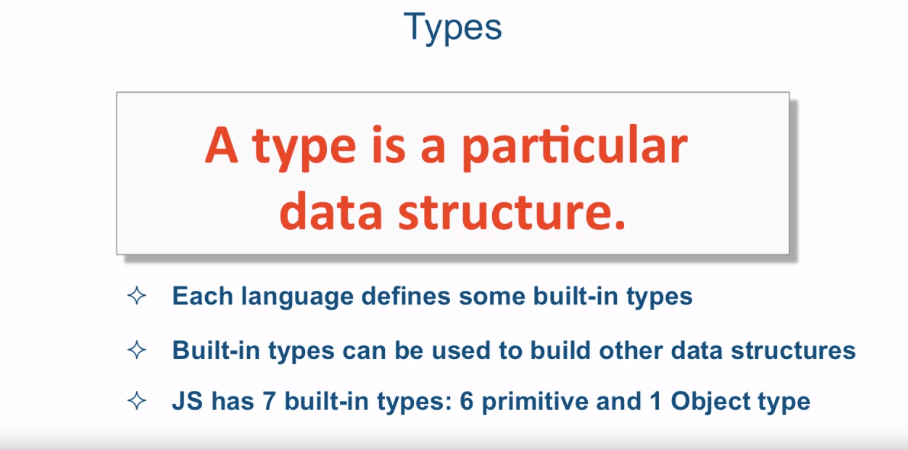 Types
A type is a particular
data structure.
✧ Each language defines some built-in types
✧ Built-in types can be used to build other data structures
✧ JS has 7 built-in types: 6 primitive and 1 Object type